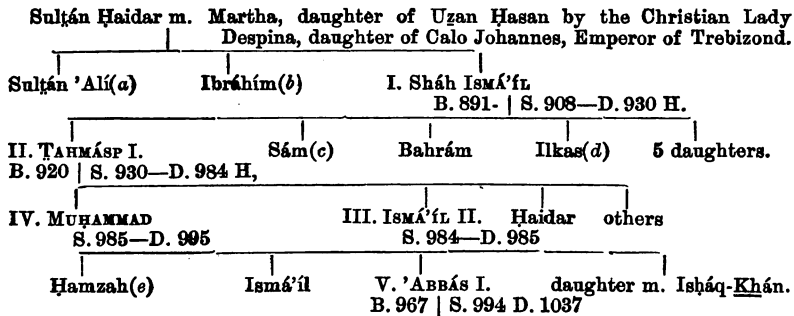 Sulṭán Ḥaidar m. Martha, daughter of Uẕan Ḥasan by the Christian Lady
Despina, daughter of Calo Johannes, Emperor of Trebizond.
Sulṭán ’Alí(a) Ibráhím(b) I. Sháh Ismá’íl
B. 891- | S. 908—D. 930 H.
II. Ṭahmásp I. Sám(c) Bahrám Ilkas(d) 5 daughters.
B. 920 | S. 930—D. 984 H,
IV. Muḥammad III. Ismá’íl II. Ḥaidar others
S. 985—D. 995 S. 984—D. 985
Ḥamzah(e) Ismá’íl V. ’Abbás I. daughter m. Isḥáq-Khán.
B. 967 | S. 994 D. 1037